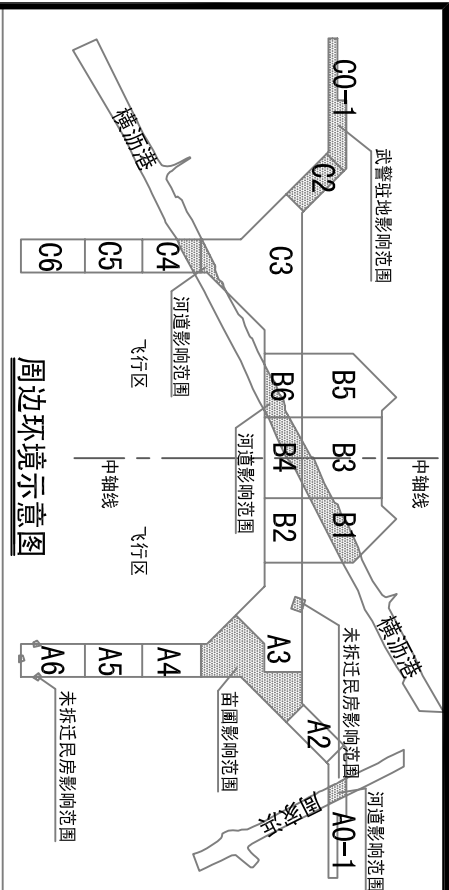 横沥港
C0-1
武警驻地影响范围
C2
C3
C4
C5
C6
河道影响范围
飞行区
B5
B6
B3
B4
B1
B2
河道影响范围
中轴线
中轴线
周边环境示意图
飞行区
横沥港
A3
未拆迁民房影响范围
A2
A4
A5
A6
苗圃影响范围
未拆迁民房影响范围
周家浜
A0-1
河道影响范围